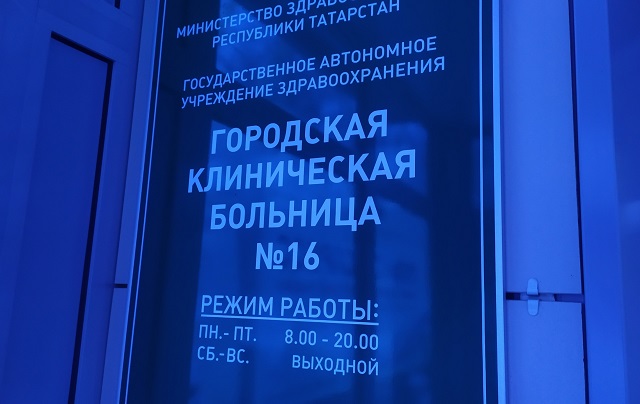 МИНИСТЕРСТВО
РЕСПУБЛИКИ ТАТАРСТАН
ГОСУДАРСТВЕННОЕ АВТОНОМНОЕ
УЧРЕЖДЕНИЕ ЗДРАВООХРАНЕНИЯ
ГОРОДСКАЯ
КЛИНИЧЕСКАЯ
БОЛЬНИЦА
№16
РЕЖИМ РАБОТЫ:
ПН.- ПТ. 8.00 - 20.00
СБ.-ВС. ВЫХОДНОЙ